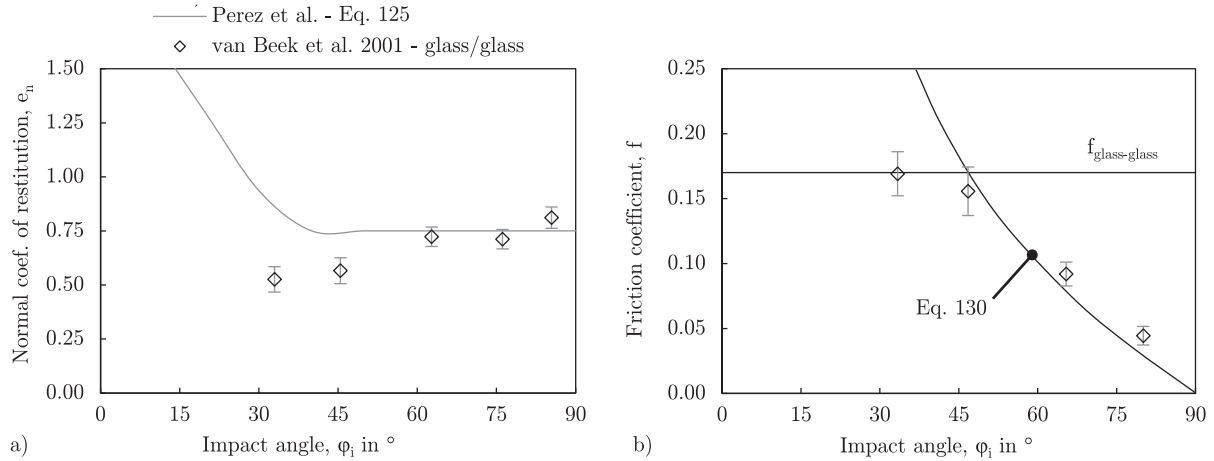 Perez et al. - Eq. 125
van Beek et al. 2001 - glass/glass
Normal coef. of restitution, eₙ
1.50
1.25
1.00
0.75
0.50
0.25
0.00
0 15 30 45 60 75 90
Impact angle, φᵢ in °
a)
Friction coefficient, f
0.25
0.20
0.15
0.10
0.05
0.00
f_glass-glass
Eq. 130
0 15 30 45 60 75 90
Impact angle, φᵢ in °
b)